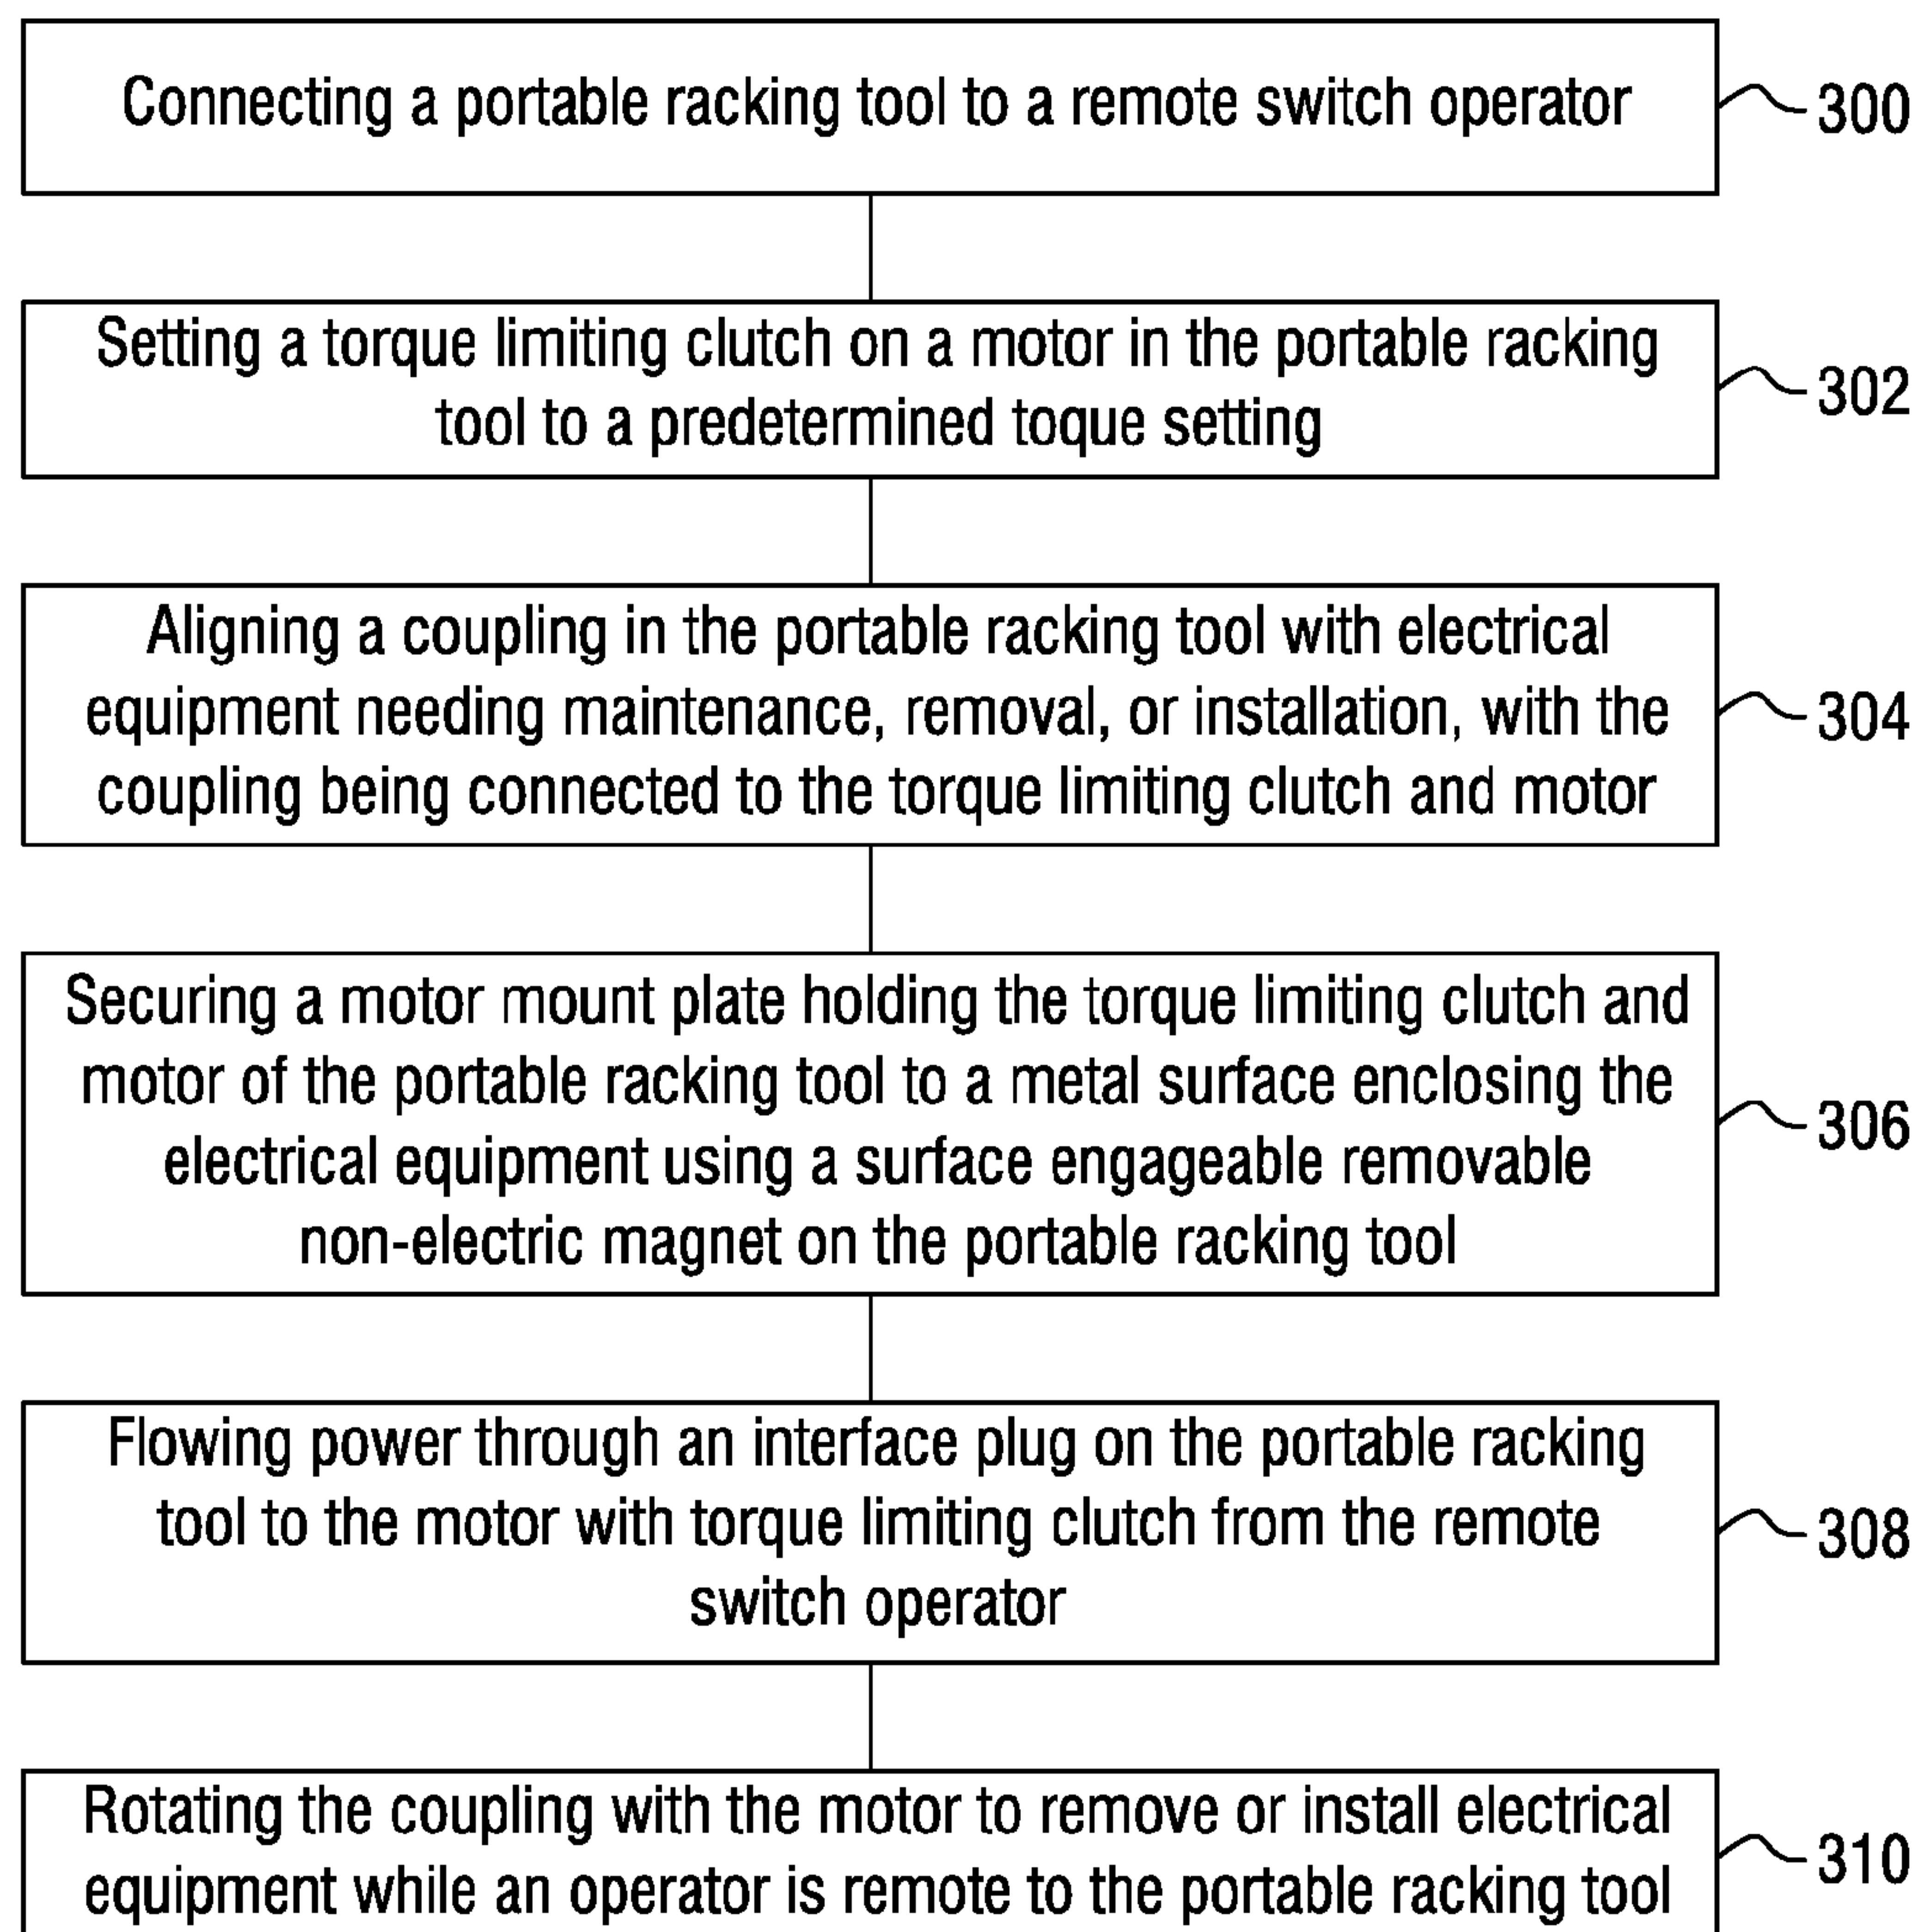 Connecting a portable racking tool to a remote switch operator
300
Setting a torque limiting clutch on a motor in the portable racking
tool to a predetermined toque setting
302
Aligning a coupling in the portable racking tool with electrical
equipment needing maintenance, removal, or installation, with the
coupling being connected to the torque limiting clutch and motor
304
Securing a motor mount plate holding the torque limiting clutch and
motor of the portable racking tool to a metal surface enclosing the
electrical equipment using a surface engageable removable
non-electric magnet on the portable racking tool
306
Flowing power through an interface plug on the portable racking
tool to the motor with torque limiting clutch from the remote
switch operator
308
Rotating the coupling with the motor to remove or install electrical
equipment while an operator is remote to the portable racking tool
310